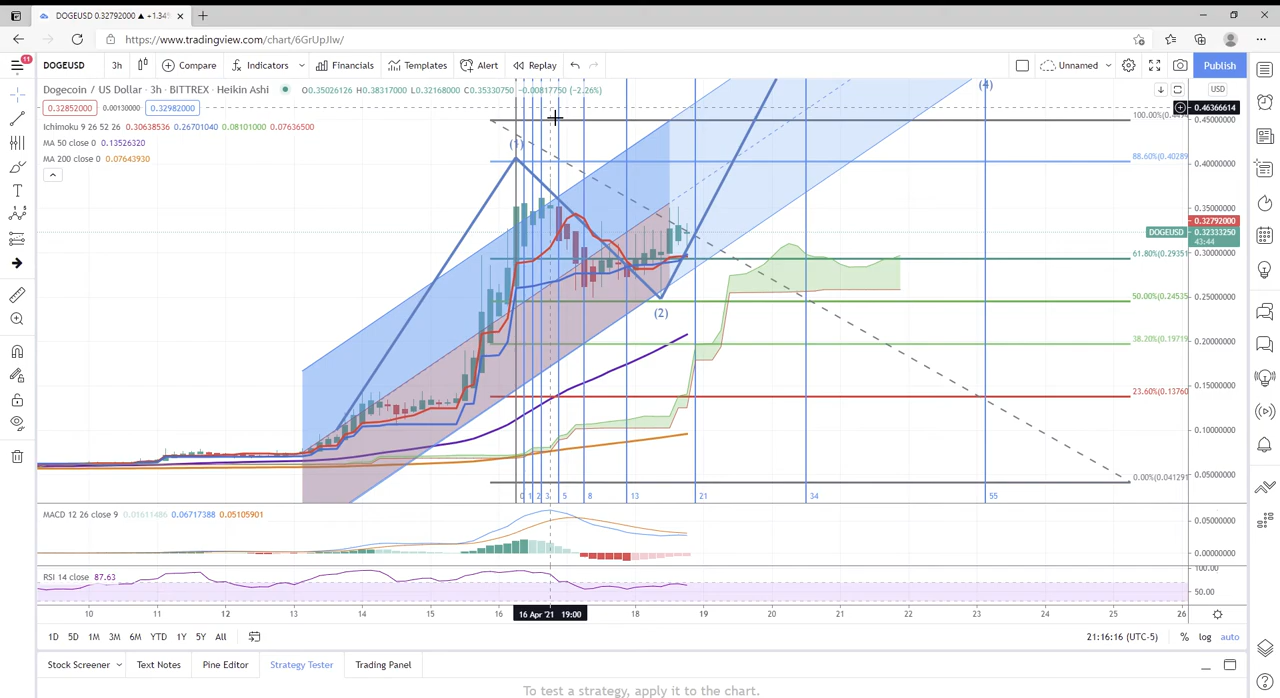 DOGEUSD 0.32792000 ▲ +1.34%
https://www.tradingview.com/chart/6GrUpJIw/
11
DOGEUSD 3h Compare Indicators Financials Templates Alert Replay Unnamed Publish
Dogecoin / US Dollar · 3h · BITTREX · Heikin Ashi O0.35026126 H0.38317000 L0.32168000 C0.35330750 -0.00817750 (-2.26%)
USD
0.32852000 0.00130000 0.32982000
0.46366614
Ichimoku 9 26 52 26 0.30638536 0.26701040 0.08101000 0.07636500
MA 50 close 0 0.13526320
MA 200 close 0 0.07643930
(4)
100.00%
0.45000000
88.60%(0.40289
0.40000000
0.35000000
0.32792000
DOGEUSD 0.32333250
43:44
61.80%(0.29351
0.30000000
50.00%(0.24535
0.25000000
(2)
38.20%(0.19719
0.20000000
0.15000000
23.60%(0.13760
0.10000000
0.00%(0.041291
0.05000000
0 1 2 3 5 8 13 21 34 55
MACD 12 26 close 9 0.01611486 0.06717388 0.05105901
0.05000000
0.00000000
RSI 14 close 87.63
100.00
50.00
10 11 12 13 14 15 16 16 Apr '21 19:00 18 19 20 21 22 23 24 25 26
1D 5D 1M 3M 6M YTD 1Y 5Y All 21:16:16 (UTC-5) % log auto
Stock Screener Text Notes Pine Editor Strategy Tester Trading Panel
To test a strategy, apply it to the chart.